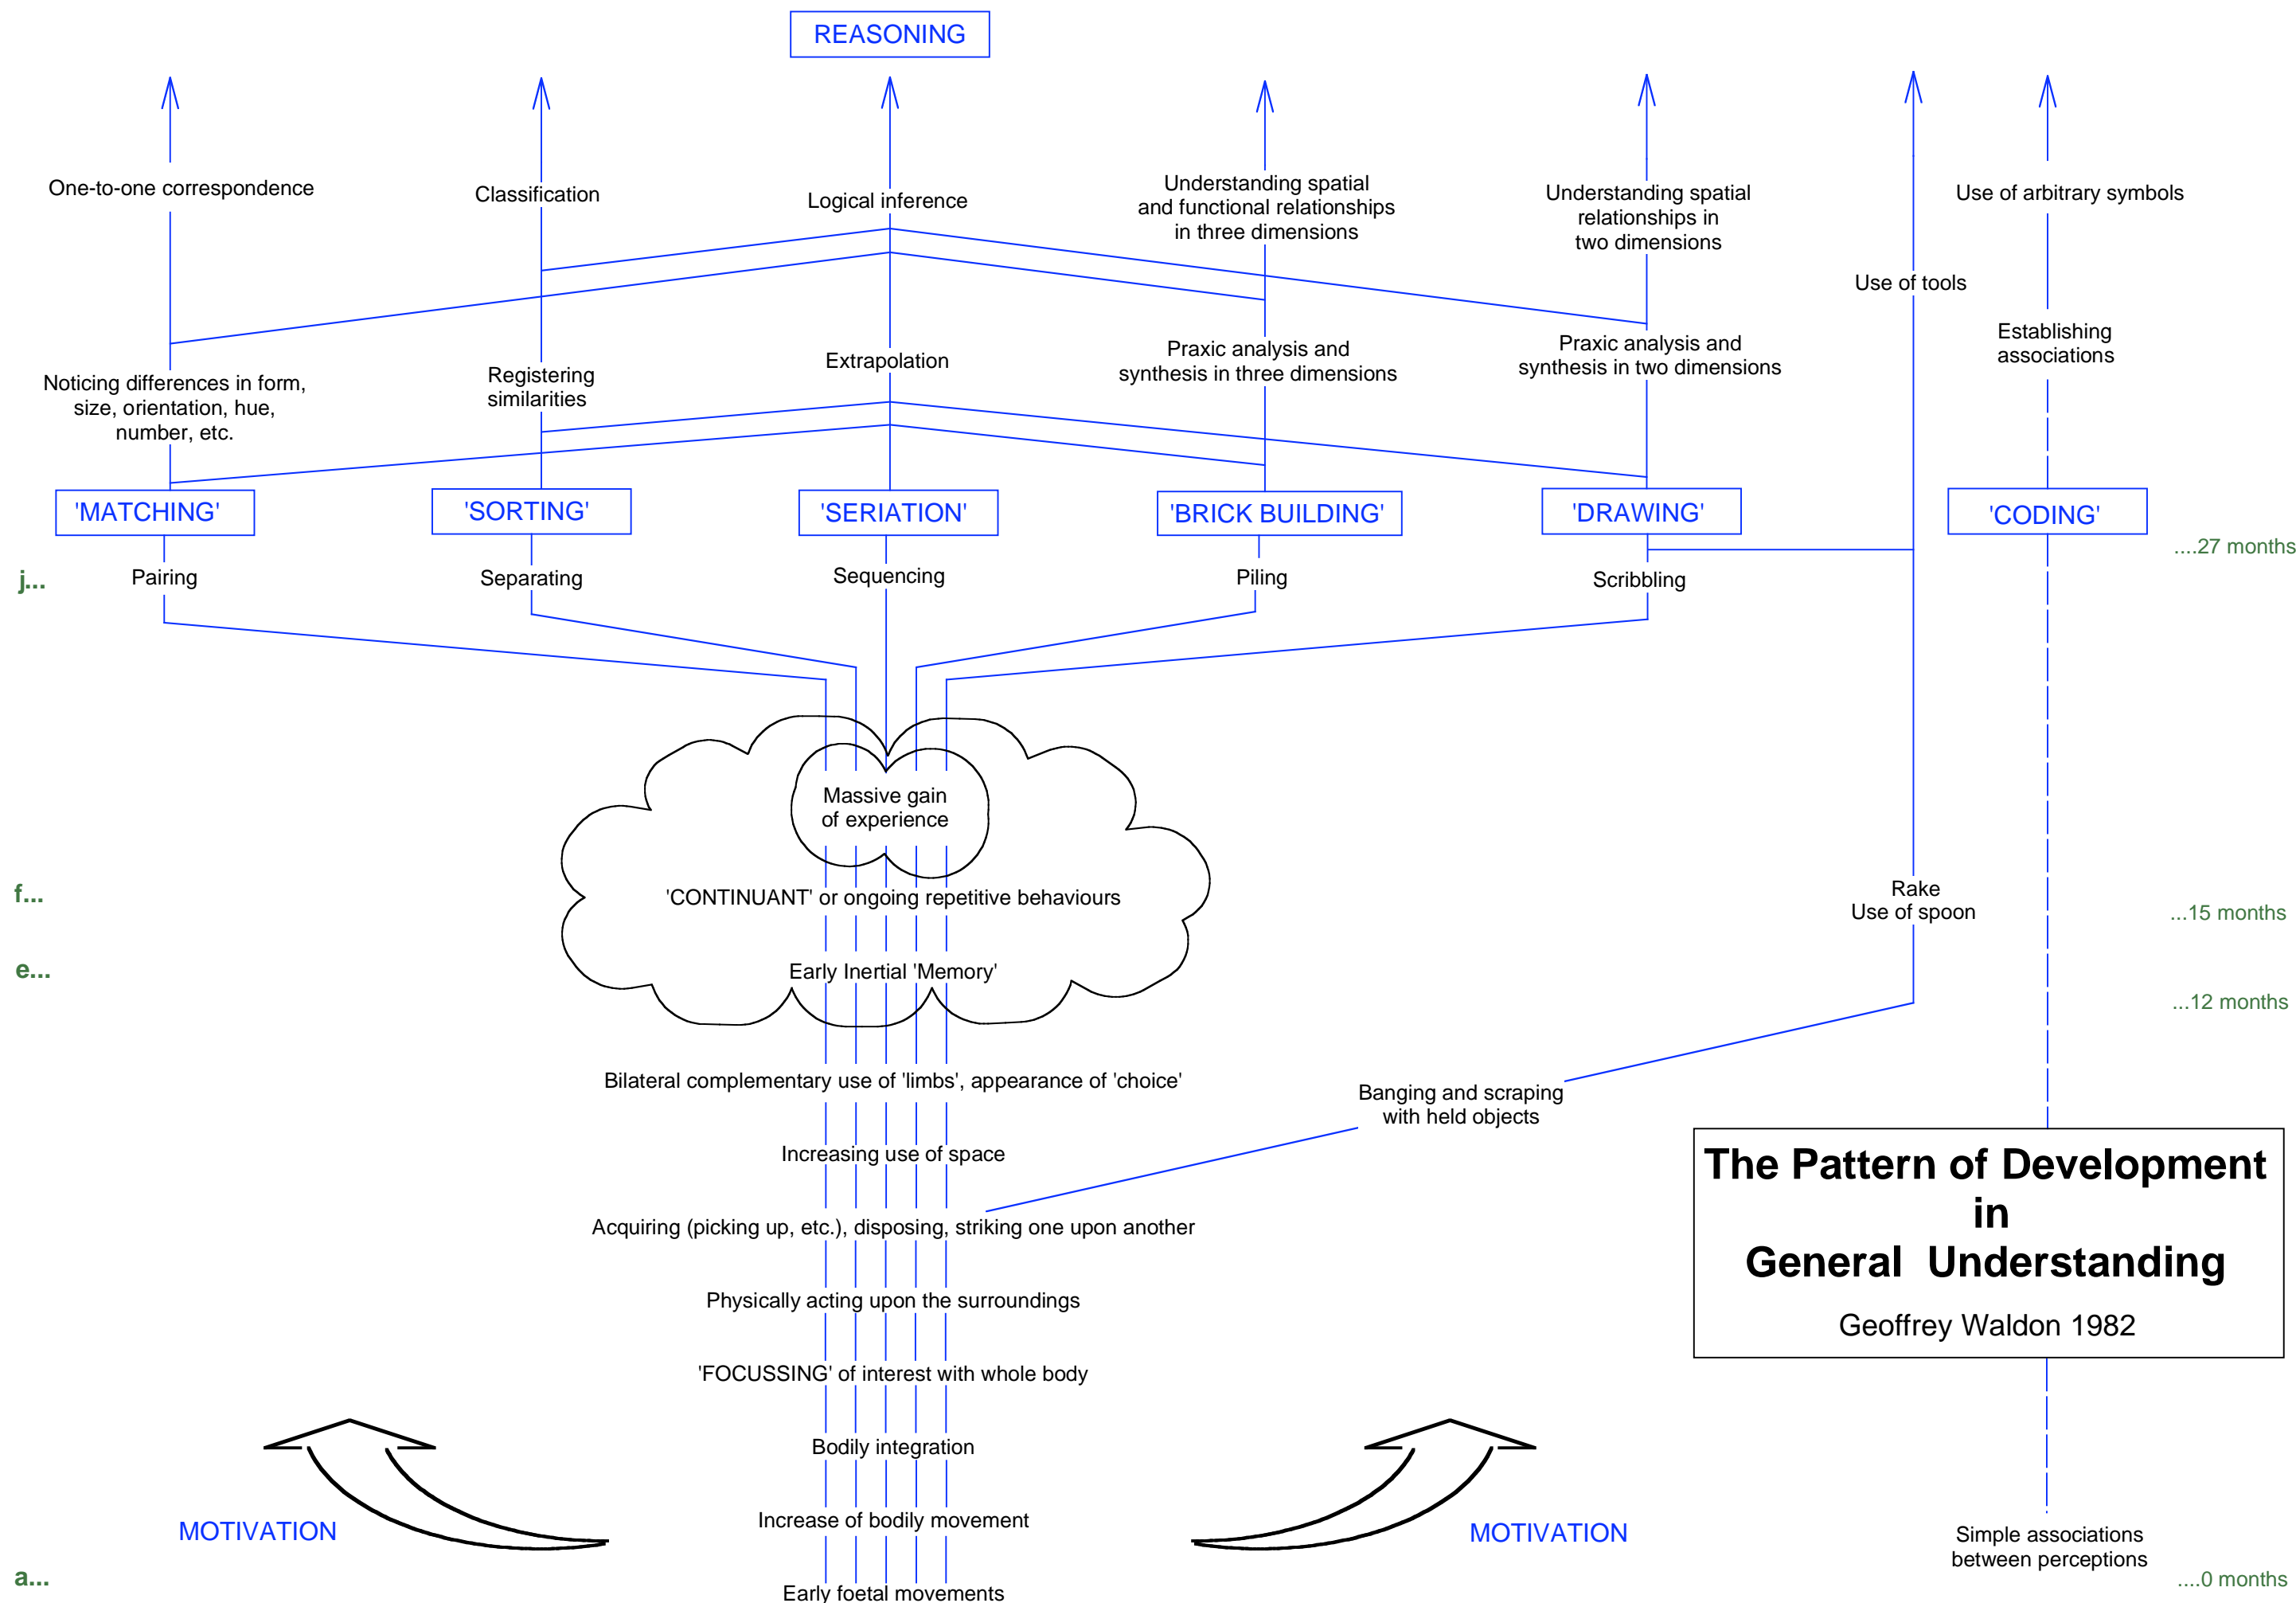 REASONING
One-to-one correspondence
Classification
Logical inference
Understanding spatial
and functional relationships
in three dimensions
Understanding spatial
relationships in
two dimensions
Use of arbitrary symbols
Use of tools
Noticing differences in form,
size, orientation, hue,
number, etc.
Registering
similarities
Extrapolation
Praxic analysis and
synthesis in three dimensions
Praxic analysis and
synthesis in two dimensions
Establishing
associations
'MATCHING'
'SORTING'
'SERIATION'
'BRICK BUILDING'
'DRAWING'
'CODING'
....27 months
j...
Pairing
Separating
Sequencing
Piling
Scribbling
Massive gain
of experience
f...
'CONTINUANT' or ongoing repetitive behaviours
Rake
Use of spoon
...15 months
e...
Early Inertial 'Memory'
...12 months
Bilateral complementary use of 'limbs', appearance of 'choice'
Banging and scraping
with held objects
Increasing use of space
Acquiring (picking up, etc.), disposing, striking one upon another
Physically acting upon the surroundings
'FOCUSSING' of interest with whole body
The Pattern of Development
in
General Understanding
Geoffrey Waldon 1982
Bodily integration
MOTIVATION
Increase of bodily movement
MOTIVATION
Simple associations
between perceptions
a...
Early foetal movements
....0 months